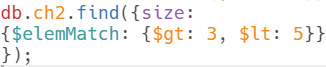 db.ch2.find({size:
{$elemMatch: {$gt: 3, $lt: 5}}
});